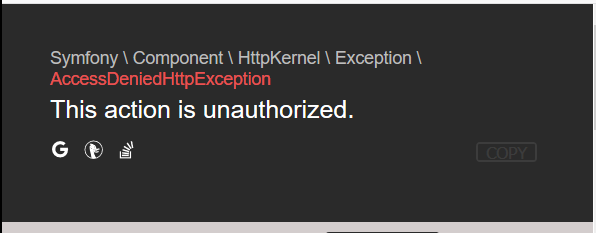 Symfony \ Component \ HttpKernel \ Exception \
AccessDeniedHttpException
This action is unauthorized.
G
COPY